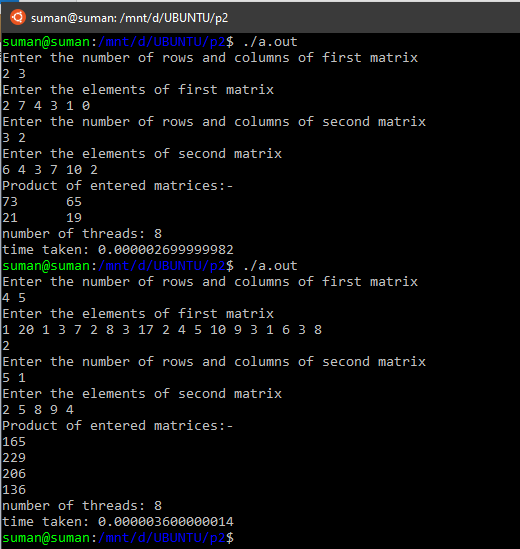 suman@suman: /mnt/d/UBUNTU/p2
suman@suman:/mnt/d/UBUNTU/p2$ ./a.out
Enter the number of rows and columns of first matrix
2 3
Enter the elements of first matrix
2 7 4 3 1 0
Enter the number of rows and columns of second matrix
3 2
Enter the elements of second matrix
6 4 3 7 10 2
Product of entered matrices:-
73 65
21 19
number of threads: 8
time taken: 0.000002699999982
suman@suman:/mnt/d/UBUNTU/p2$ ./a.out
Enter the number of rows and columns of first matrix
4 5
Enter the elements of first matrix
1 20 1 3 7 2 8 3 17 2 4 5 10 9 3 1 6 3 8
2
Enter the number of rows and columns of second matrix
5 1
Enter the elements of second matrix
2 5 8 9 4
Product of entered matrices:-
165
229
206
136
number of threads: 8
time taken: 0.000003600000014
suman@suman:/mnt/d/UBUNTU/p2$